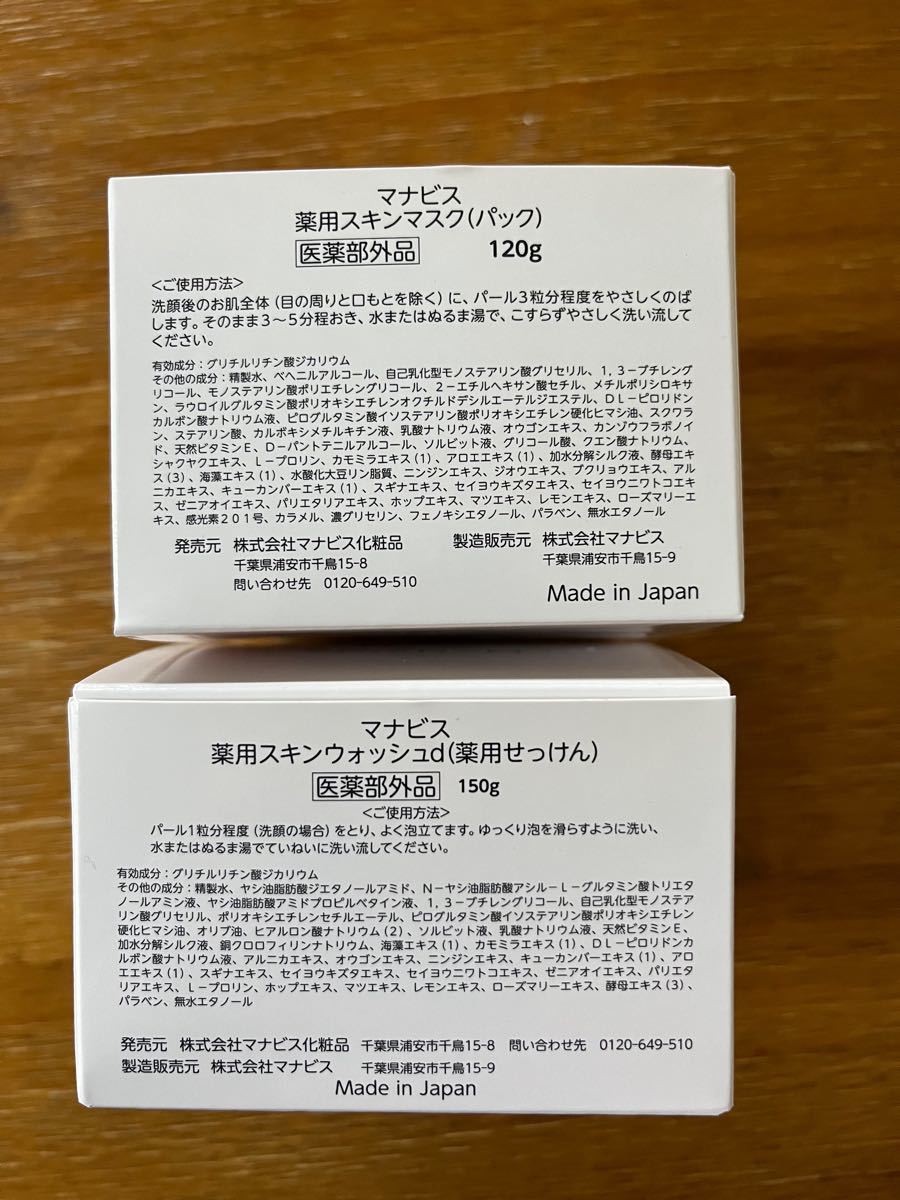 マナビス
薬用スキンマスク(パック)
医薬部外品 120g
<ご使用方法>
洗顔後のお肌全体(目の周りと口もとを除く)に、パール3粒分程度をやさしくのば
します。そのまま3〜5分程おき、水またはぬるま湯で、こすらずやさしく洗い流して
ください。
有効成分:グリチルリチン酸ジカリウム
その他の成分:精製水、ベヘニルアルコール、自己乳化型モノステアリン酸グリセリル、1,3−ブチレング
リコール、モノステアリン酸ポリエチレングリコール、2−エチルヘキサン酸セチル、メチルポリシロキサ
ン、ラウロイルグルタミン酸ポリオキシエチレンオクチルドデシルエーテルジエステル、DL−ピロリドン
カルボン酸ナトリウム液、ピログルタミン酸イソステアリン酸ポリオキシエチレン硬化ヒマシ油、スクワラ
ン、ステアリン酸、カルボキシメチルキチン液、乳酸ナトリウム液、オウゴンエキス、カンゾウフラボノイ
ド、天然ビタミンE、D−パントテニルアルコール、ソルビット液、グリコール酸、クエン酸ナトリウム、
シャクヤクエキス、L−プロリン、カモミラエキス(1)、アロエエキス(1)、加水分解シルク液、酵母エキ
ス(3)、海藻エキス(1)、水酸化大豆リン脂質、ニンジンエキス、ジオウエキス、ブクリョウエキス、アル
ニカエキス、キューカンバーエキス(1)、スギナエキス、セイヨウキズタエキス、セイヨウニワトコエキ
ス、ゼニアオイエキス、パリエタリアエキス、ホップエキス、マツエキス、レモンエキス、ローズマリーエ
キス、感光素201号、カラメル、濃グリセリン、フェノキシエタノール、パラベン、無水エタノール
発売元 株式会社マナビス化粧品 製造販売元 株式会社マナビス
千葉県浦安市千鳥15-8 千葉県浦安市千鳥15-9
問い合わせ先 0120-649-510
Made in Japan
マナビス
薬用スキンウォッシュd(薬用せっけん)
医薬部外品 150g
<ご使用方法>
パール1粒分程度(洗顔の場合)をとり、よく泡立てます。ゆっくり泡を滑らすように洗い、
水またはぬるま湯でていねいに洗い流してください。
有効成分:グリチルリチン酸ジカリウム
その他の成分:精製水、ヤシ油脂肪酸ジエタノールアミド、N−ヤシ油脂肪酸アシル−L−グルタミン酸トリエタ
ノールアミン液、ヤシ油脂肪酸アミドプロピルベタイン液、1,3−ブチレングリコール、自己乳化型モノステア
リン酸グリセリル、ポリオキシエチレンセチルエーテル、ピログルタミン酸イソステアリン酸ポリオキシエチレン
硬化ヒマシ油、オリブ油、ヒアルロン酸ナトリウム(2)、ソルビット液、乳酸ナトリウム液、天然ビタミンE、
加水分解シルク液、銅クロロフィリンナトリウム、海藻エキス(1)、カモミラエキス(1)、DL−ピロリドンカ
ルボン酸ナトリウム液、アルニカエキス、オウゴンエキス、ニンジンエキス、キューカンバーエキス(1)、アロ
エエキス(1)、スギナエキス、セイヨウキズタエキス、セイヨウニワトコエキス、ゼニアオイエキス、パリエタ
リアエキス、L−プロリン、ホップエキス、マツエキス、レモンエキス、ローズマリーエキス、酵母エキス(3)、
パラベン、無水エタノール
発売元 株式会社マナビス化粧品 千葉県浦安市千鳥15-8 問い合わせ先 0120-649-510
製造販売元 株式会社マナビス 千葉県浦安市千鳥15-9
Made in Japan